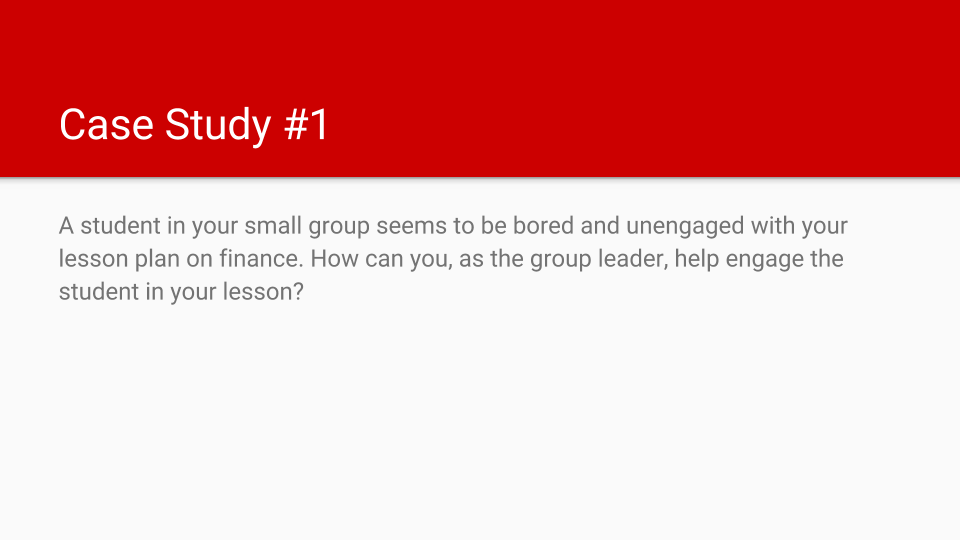 Case Study #1
A student in your small group seems to be bored and unengaged with your
lesson plan on finance. How can you, as the group leader, help engage the
student in your lesson?